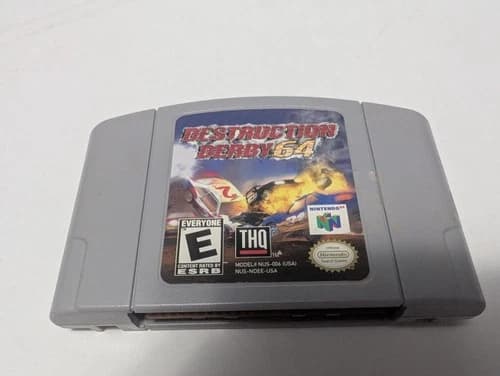 DESTRUCTION
DERBY 64
NINTENDO 64
EVERYONE
E
CONTENT RATED BY
ESRB
THQ
TM
MODEL# NUS-006 (USA)
NUS-NDEE-USA
Nintendo